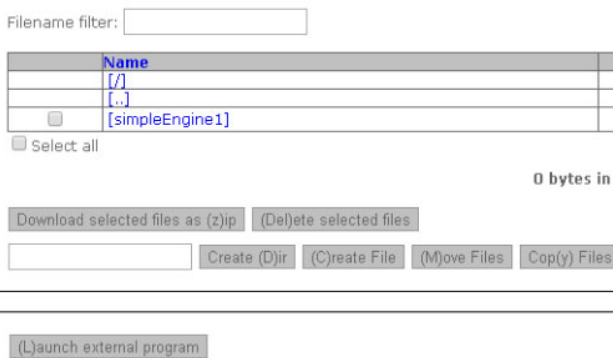 Filename filter:
Name
[/]
[..]
[simpleEngine1]
Select all
0 bytes in
Download selected files as (z)ip (Del)ete selected files
Create (D)ir (C)reate File (M)ove Files Cop(y) Files
(L)aunch external program